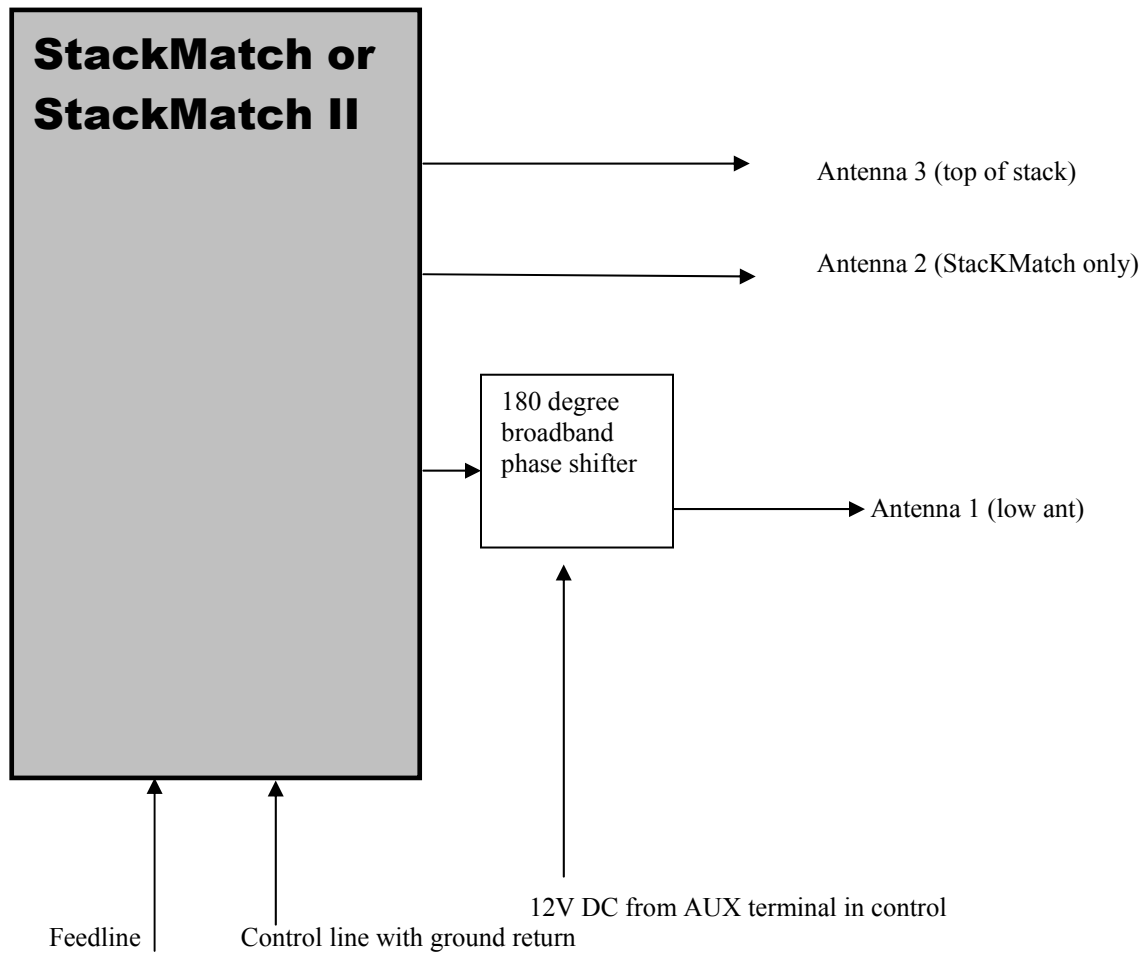 StackMatch or
StackMatch II
Antenna 3 (top of stack)
Antenna 2 (StacKMatch only)
180 degree
broadband
phase shifter
Antenna 1 (low ant)
12V DC from AUX terminal in control
Feedline
Control line with ground return